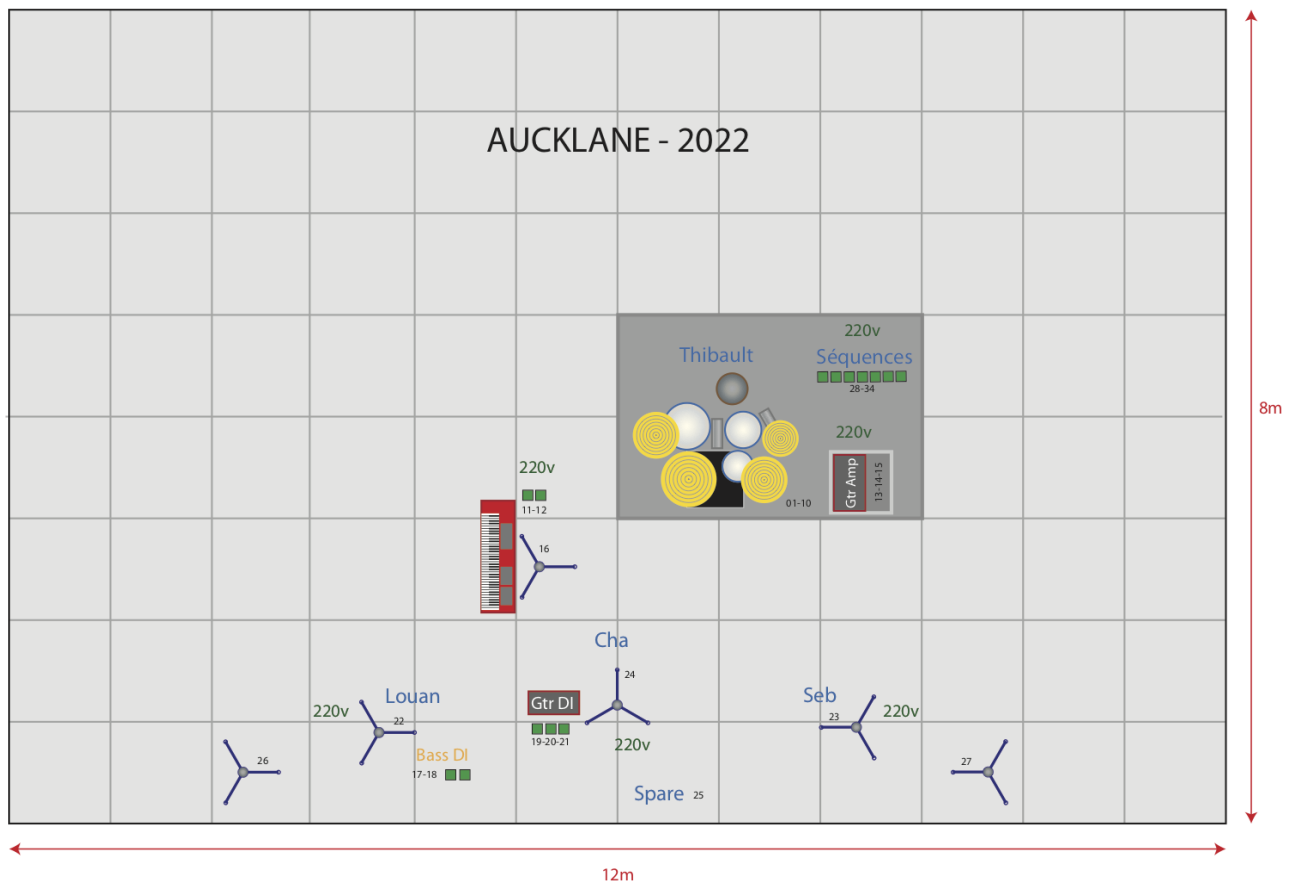 AUCKLANE - 2022
220v
Thibault
Séquences
28-34
8m
220v
Gtr Amp
13-14-15
220v
11-12
01-10
16
Cha
24
Louan
Gtr DI
Seb
220v
22
23
220v
19-20-21
220v
Bass DI
17-18
26
27
Spare 25
12m